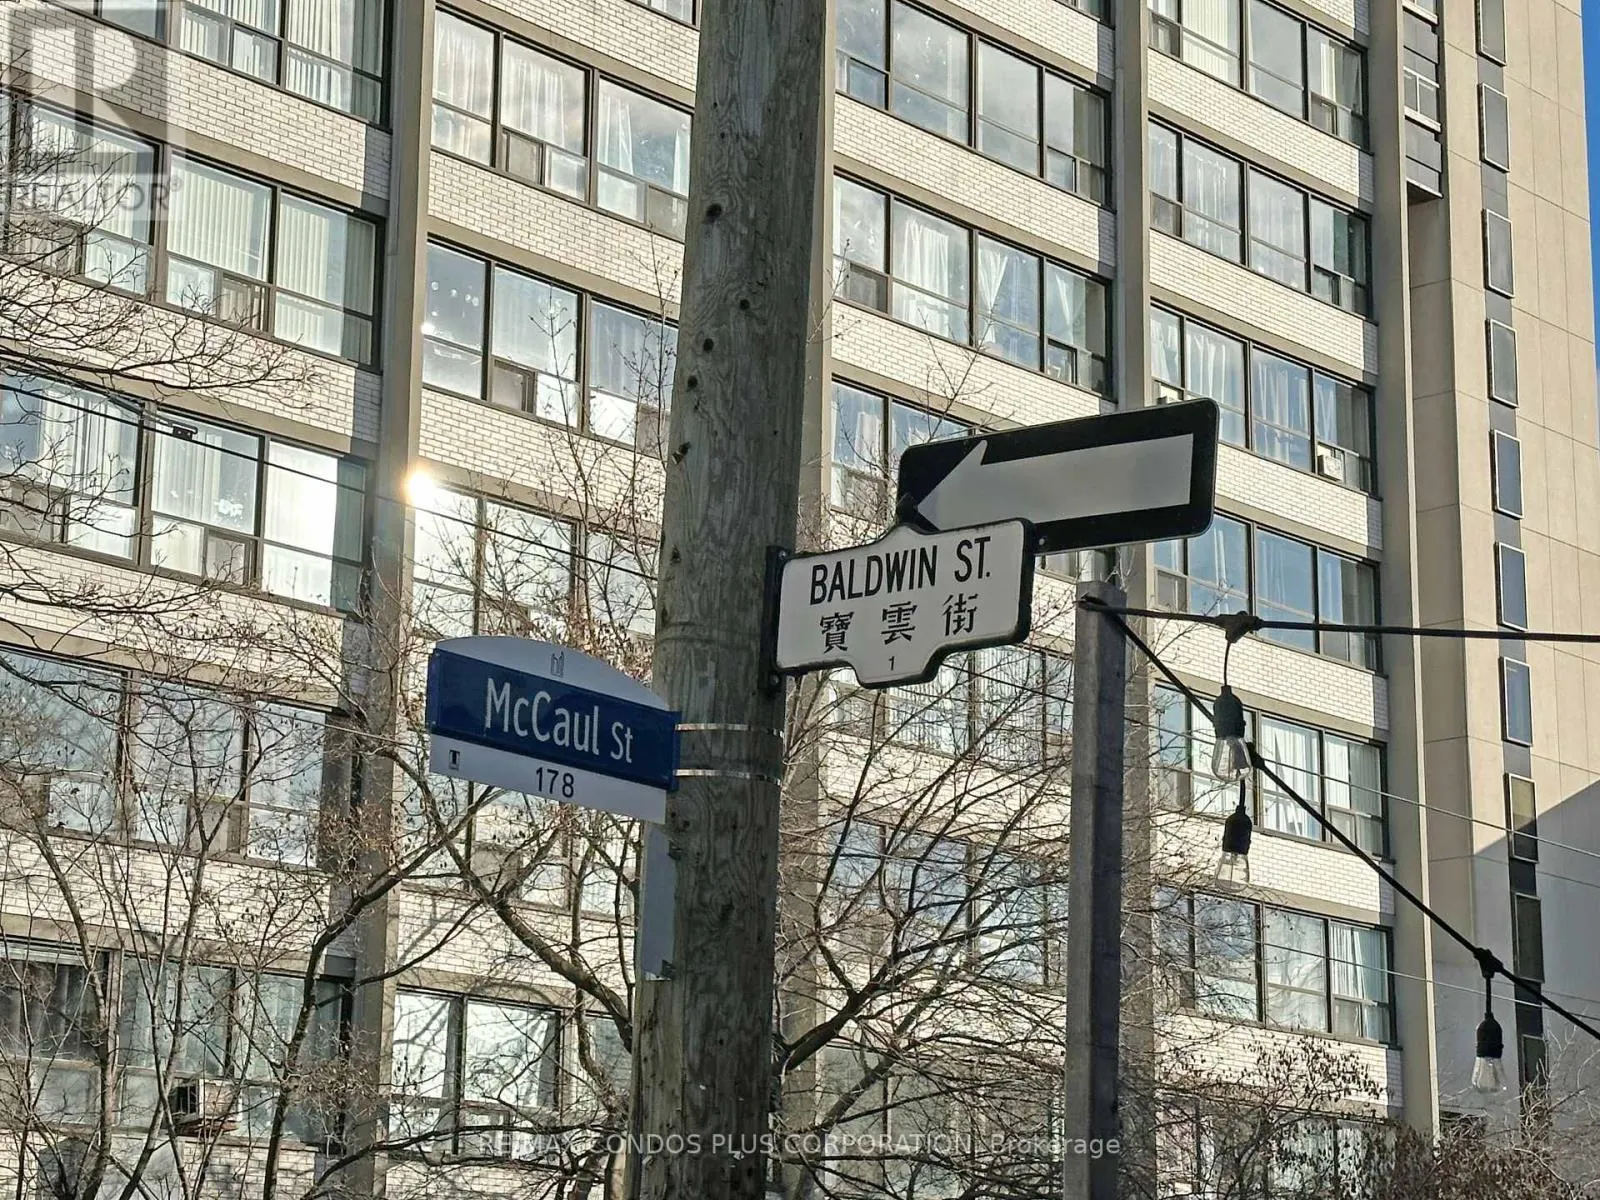 REALTOR®
BALDWIN ST.
寶雲街
1
McCaul St
178
RE/MAX CONDOS PLUS CORPORATION, Brokerage